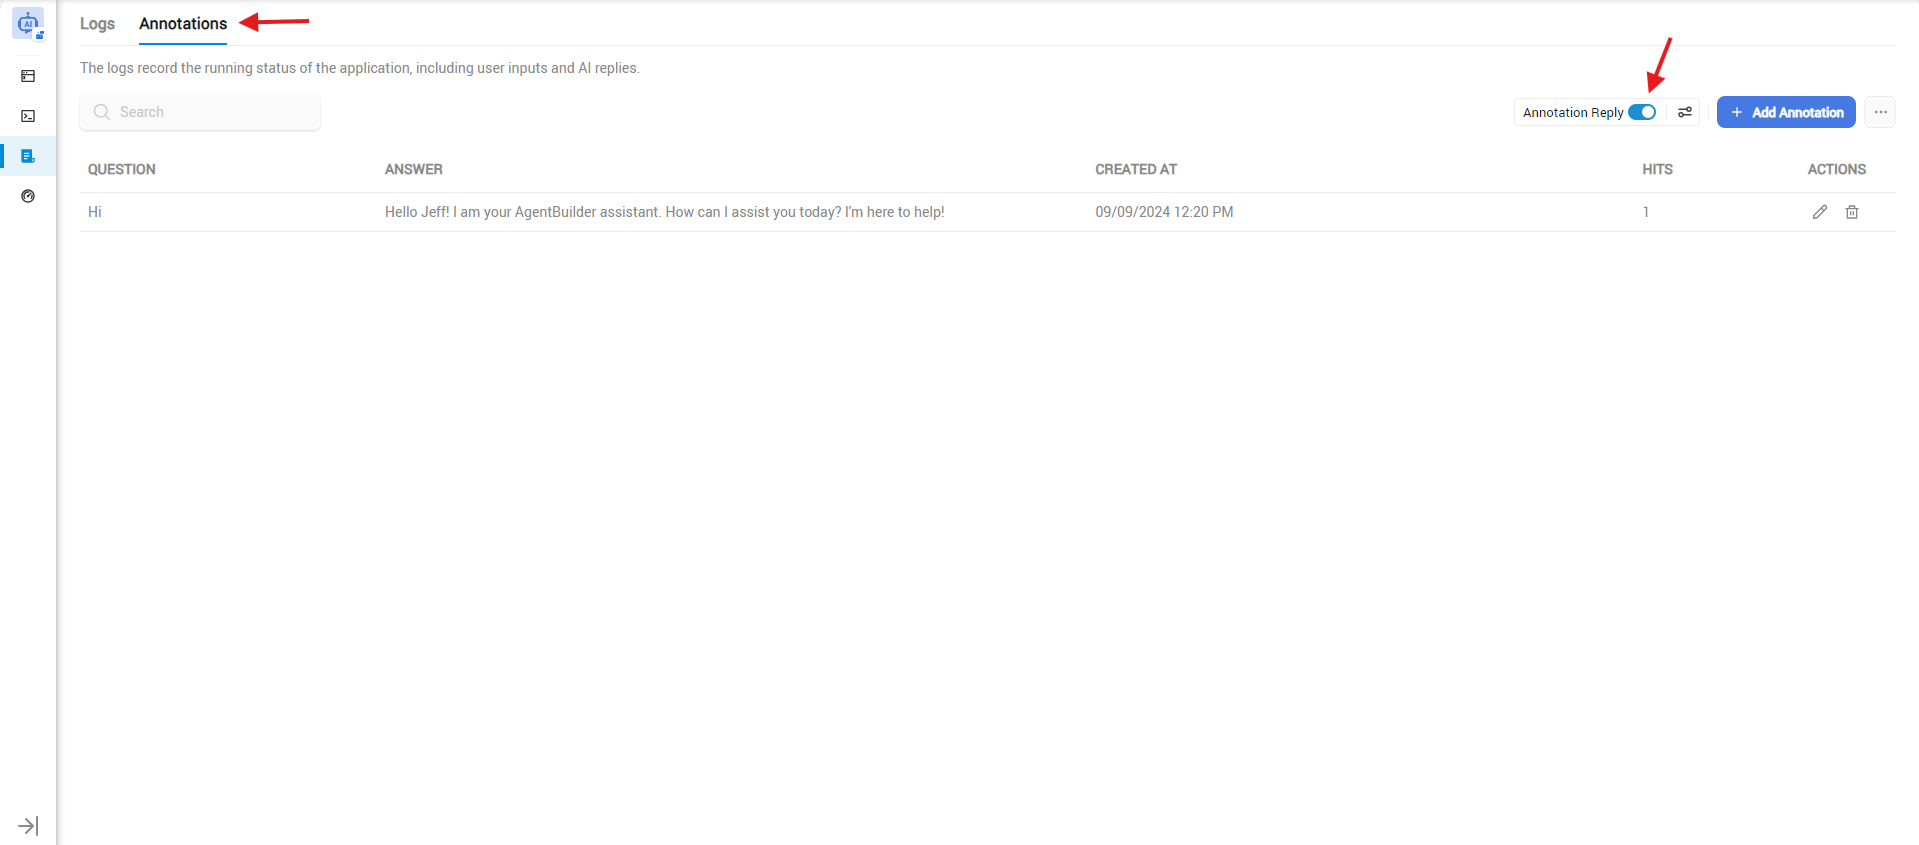 AI
Logs Annotations
The logs record the running status of the application, including user inputs and AI replies.
Search
Annotation Reply
+ Add Annotation
QUESTION ANSWER CREATED AT HITS ACTIONS
Hi Hello Jeff! I am your AgentBuilder assistant. How can I assist you today? I'm here to help! 09/09/2024 12:20 PM 1